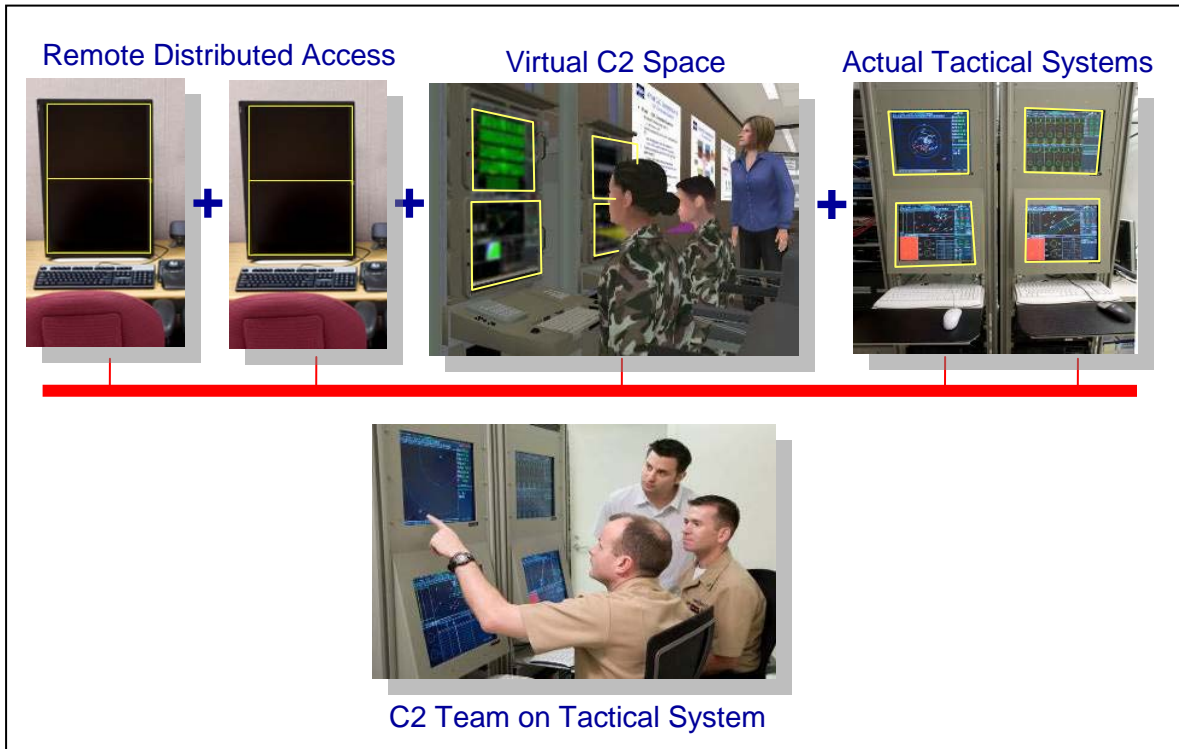 Remote Distributed Access
Virtual C2 Space
Actual Tactical Systems
+
+
+
C2 Team on Tactical System